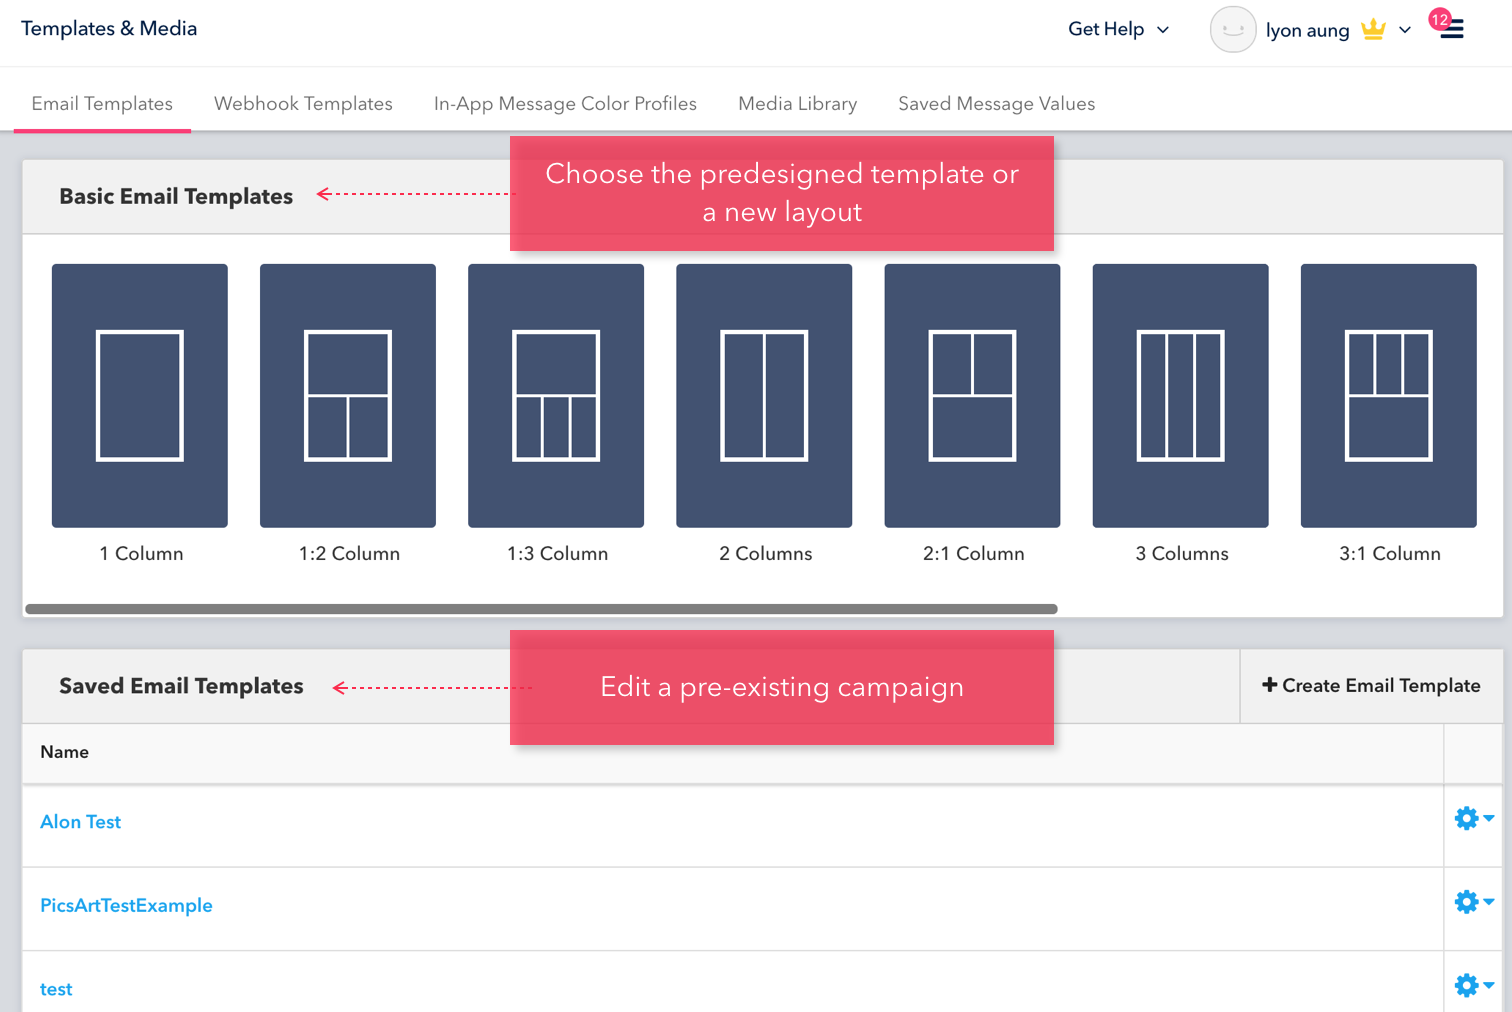 Templates & Media
Get Help
lyon aung
12
Email Templates
Webhook Templates
In-App Message Color Profiles
Media Library
Saved Message Values
Basic Email Templates
Choose the predesigned template or
a new layout
1 Column
1:2 Column
1:3 Column
2 Columns
2:1 Column
3 Columns
3:1 Column
Saved Email Templates
Edit a pre-existing campaign
+ Create Email Template
Name
Alon Test
PicsArtTestExample
test